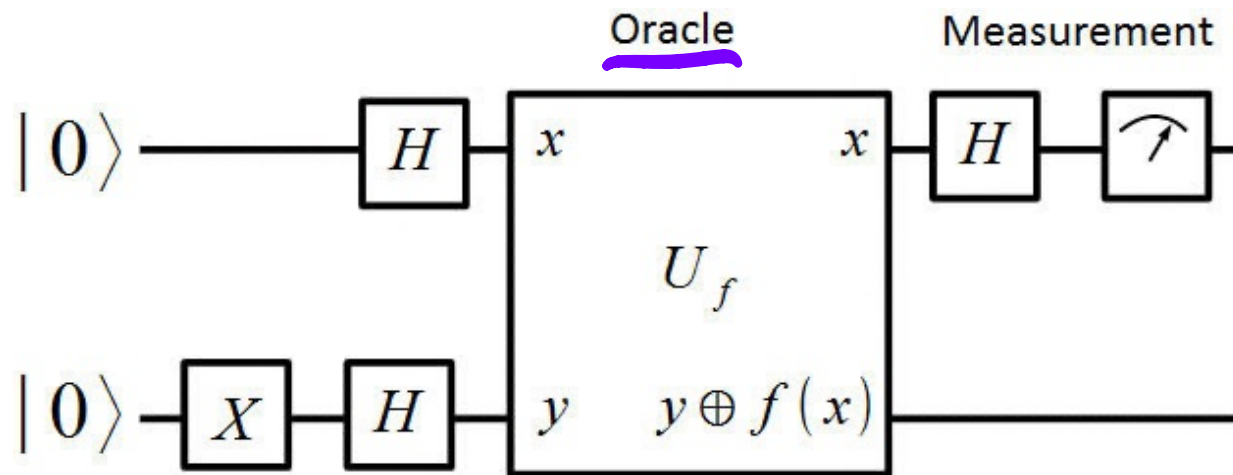 Oracle Measurement
| 0⟩ H x x H
U_f
| 0⟩ X H y y ⊕ f(x)